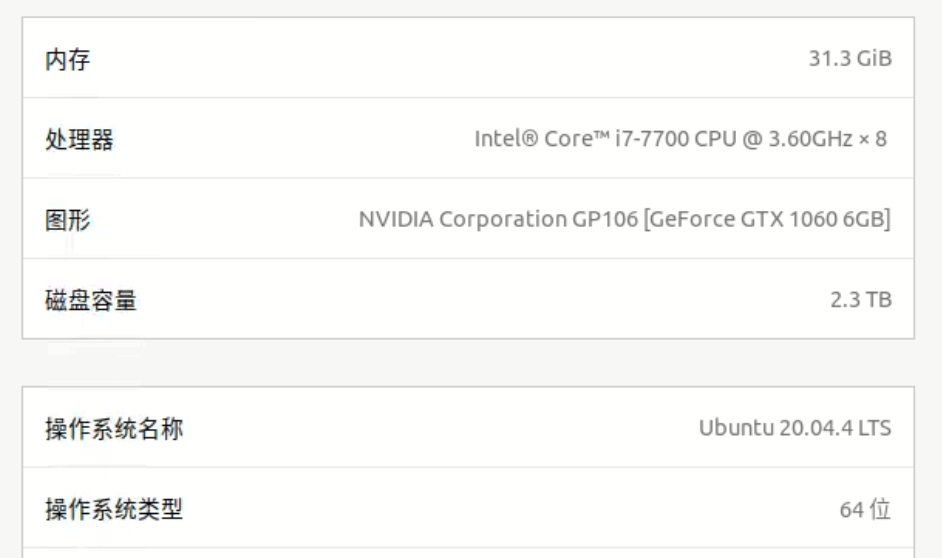 内存 31.3 GiB
处理器 Intel® Core™ i7-7700 CPU @ 3.60GHz × 8
图形 NVIDIA Corporation GP106 [GeForce GTX 1060 6GB]
磁盘容量 2.3 TB
操作系统名称 Ubuntu 20.04.4 LTS
操作系统类型 64 位